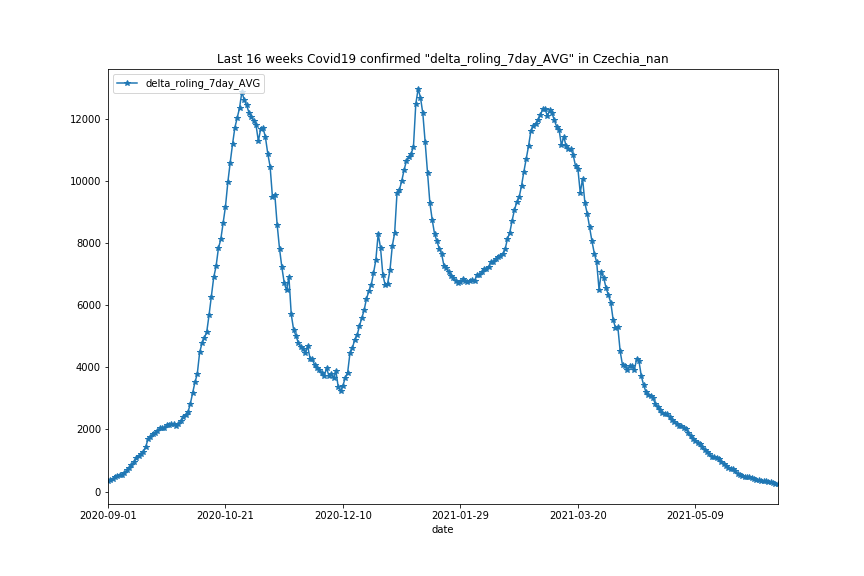 Last 16 weeks Covid19 confirmed "delta_roling_7day_AVG" in Czechia_nan
delta_roling_7day_AVG
12000
10000
8000
6000
4000
2000
0
2020-09-01 2020-10-21 2020-12-10 2021-01-29 2021-03-20 2021-05-09
date